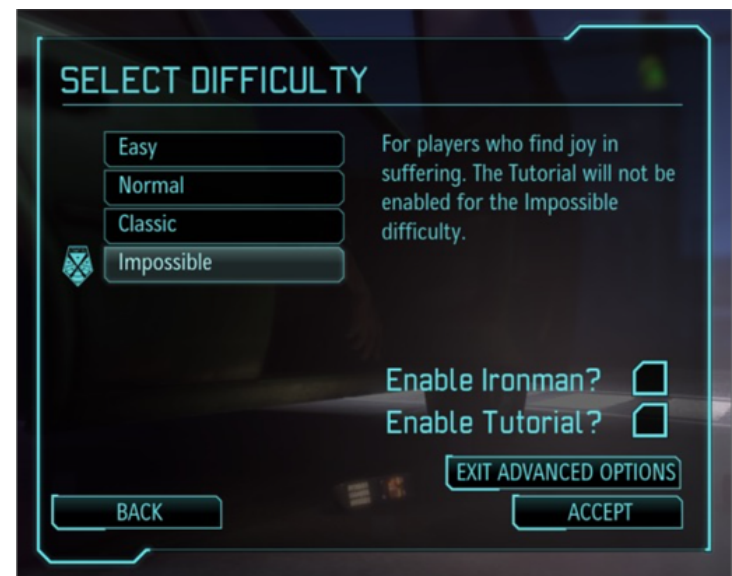 SELECT DIFFICULTY
Easy
Normal
Classic
Impossible
For players who find joy in
suffering. The Tutorial will not be
enabled for the Impossible
difficulty.
Enable Ironman?
Enable Tutorial?
EXIT ADVANCED OPTIONS
BACK
ACCEPT